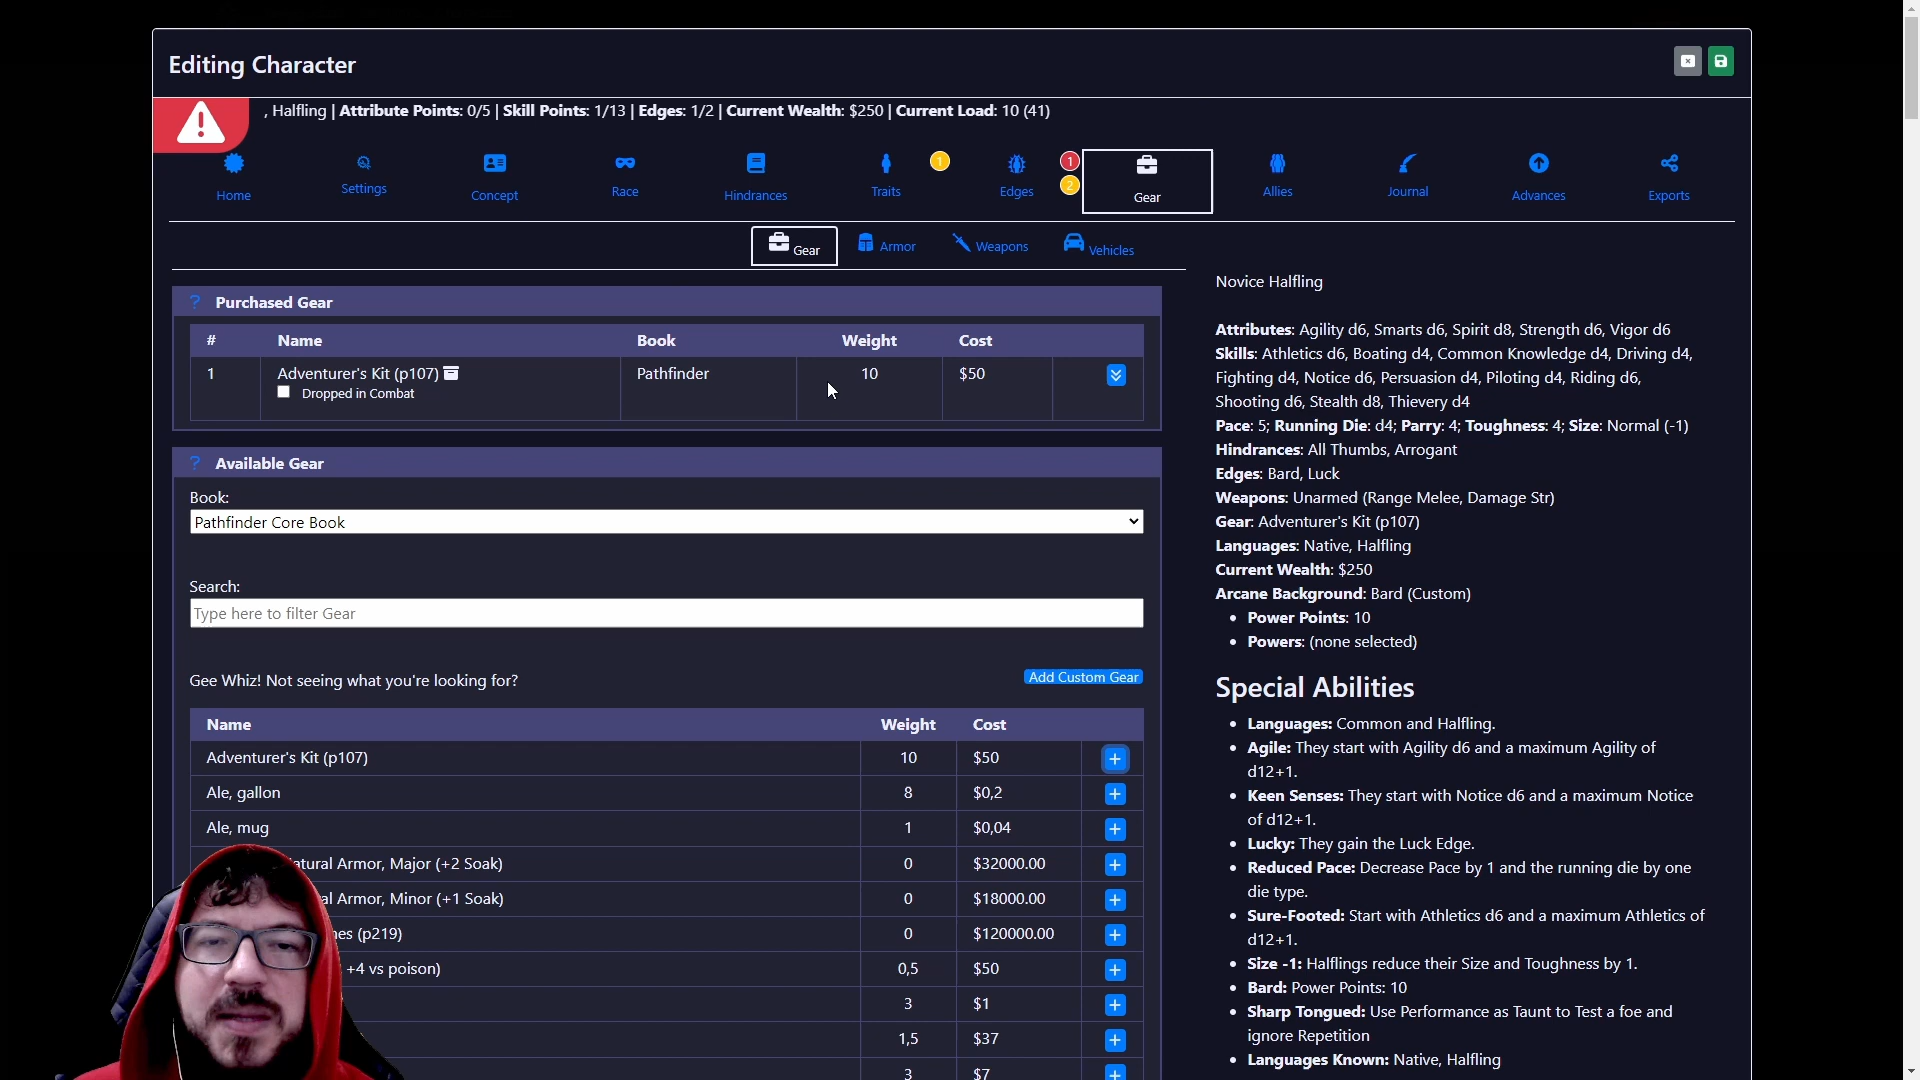 Editing Character
, Halfling | Attribute Points: 0/5 | Skill Points: 1/13 | Edges: 1/2 | Current Wealth: $250 | Current Load: 10 (41)
Home
Settings
Concept
Race
Hindrances
Traits
1
Edges
1
2
Gear
Allies
Journal
Advances
Exports
Gear
Armor
Weapons
Vehicles
? Purchased Gear
# Name Book Weight Cost
1 Adventurer's Kit (p107) Pathfinder 10 $50
Dropped in Combat
? Available Gear
Book:
Pathfinder Core Book
Search:
Type here to filter Gear
Gee Whiz! Not seeing what you're looking for?
Add Custom Gear
Name Weight Cost
Adventurer's Kit (p107) 10 $50
Ale, gallon 8 $0,2
Ale, mug 1 $0,04
atural Armor, Major (+2 Soak) 0 $32000.00
al Armor, Minor (+1 Soak) 0 $18000.00
es (p219) 0 $120000.00
+4 vs poison) 0,5 $50
3 $1
1,5 $37
3 $7
Novice Halfling
Attributes: Agility d6, Smarts d6, Spirit d8, Strength d6, Vigor d6
Skills: Athletics d6, Boating d4, Common Knowledge d4, Driving d4,
Fighting d4, Notice d6, Persuasion d4, Piloting d4, Riding d6,
Shooting d6, Stealth d8, Thievery d4
Pace: 5; Running Die: d4; Parry: 4; Toughness: 4; Size: Normal (-1)
Hindrances: All Thumbs, Arrogant
Edges: Bard, Luck
Weapons: Unarmed (Range Melee, Damage Str)
Gear: Adventurer's Kit (p107)
Languages: Native, Halfling
Current Wealth: $250
Arcane Background: Bard (Custom)
• Power Points: 10
• Powers: (none selected)
Special Abilities
• Languages: Common and Halfling.
• Agile: They start with Agility d6 and a maximum Agility of
d12+1.
• Keen Senses: They start with Notice d6 and a maximum Notice
of d12+1.
• Lucky: They gain the Luck Edge.
• Reduced Pace: Decrease Pace by 1 and the running die by one
die type.
• Sure-Footed: Start with Athletics d6 and a maximum Athletics of
d12+1.
• Size -1: Halflings reduce their Size and Toughness by 1.
• Bard: Power Points: 10
• Sharp Tongued: Use Performance as Taunt to Test a foe and
ignore Repetition
• Languages Known: Native, Halfling